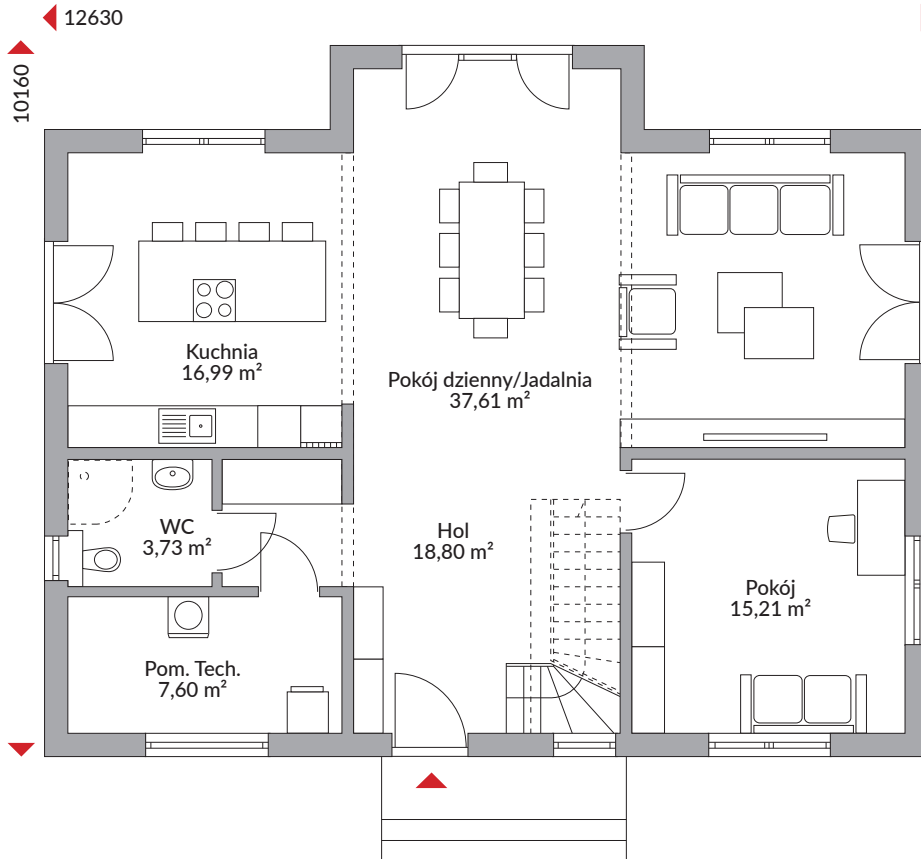 12630
10160
Kuchnia
16,99 m²
Pokój dzienny/Jadalnia
37,61 m²
WC
3,73 m²
Hol
18,80 m²
Pokój
15,21 m²
Pom. Tech.
7,60 m²